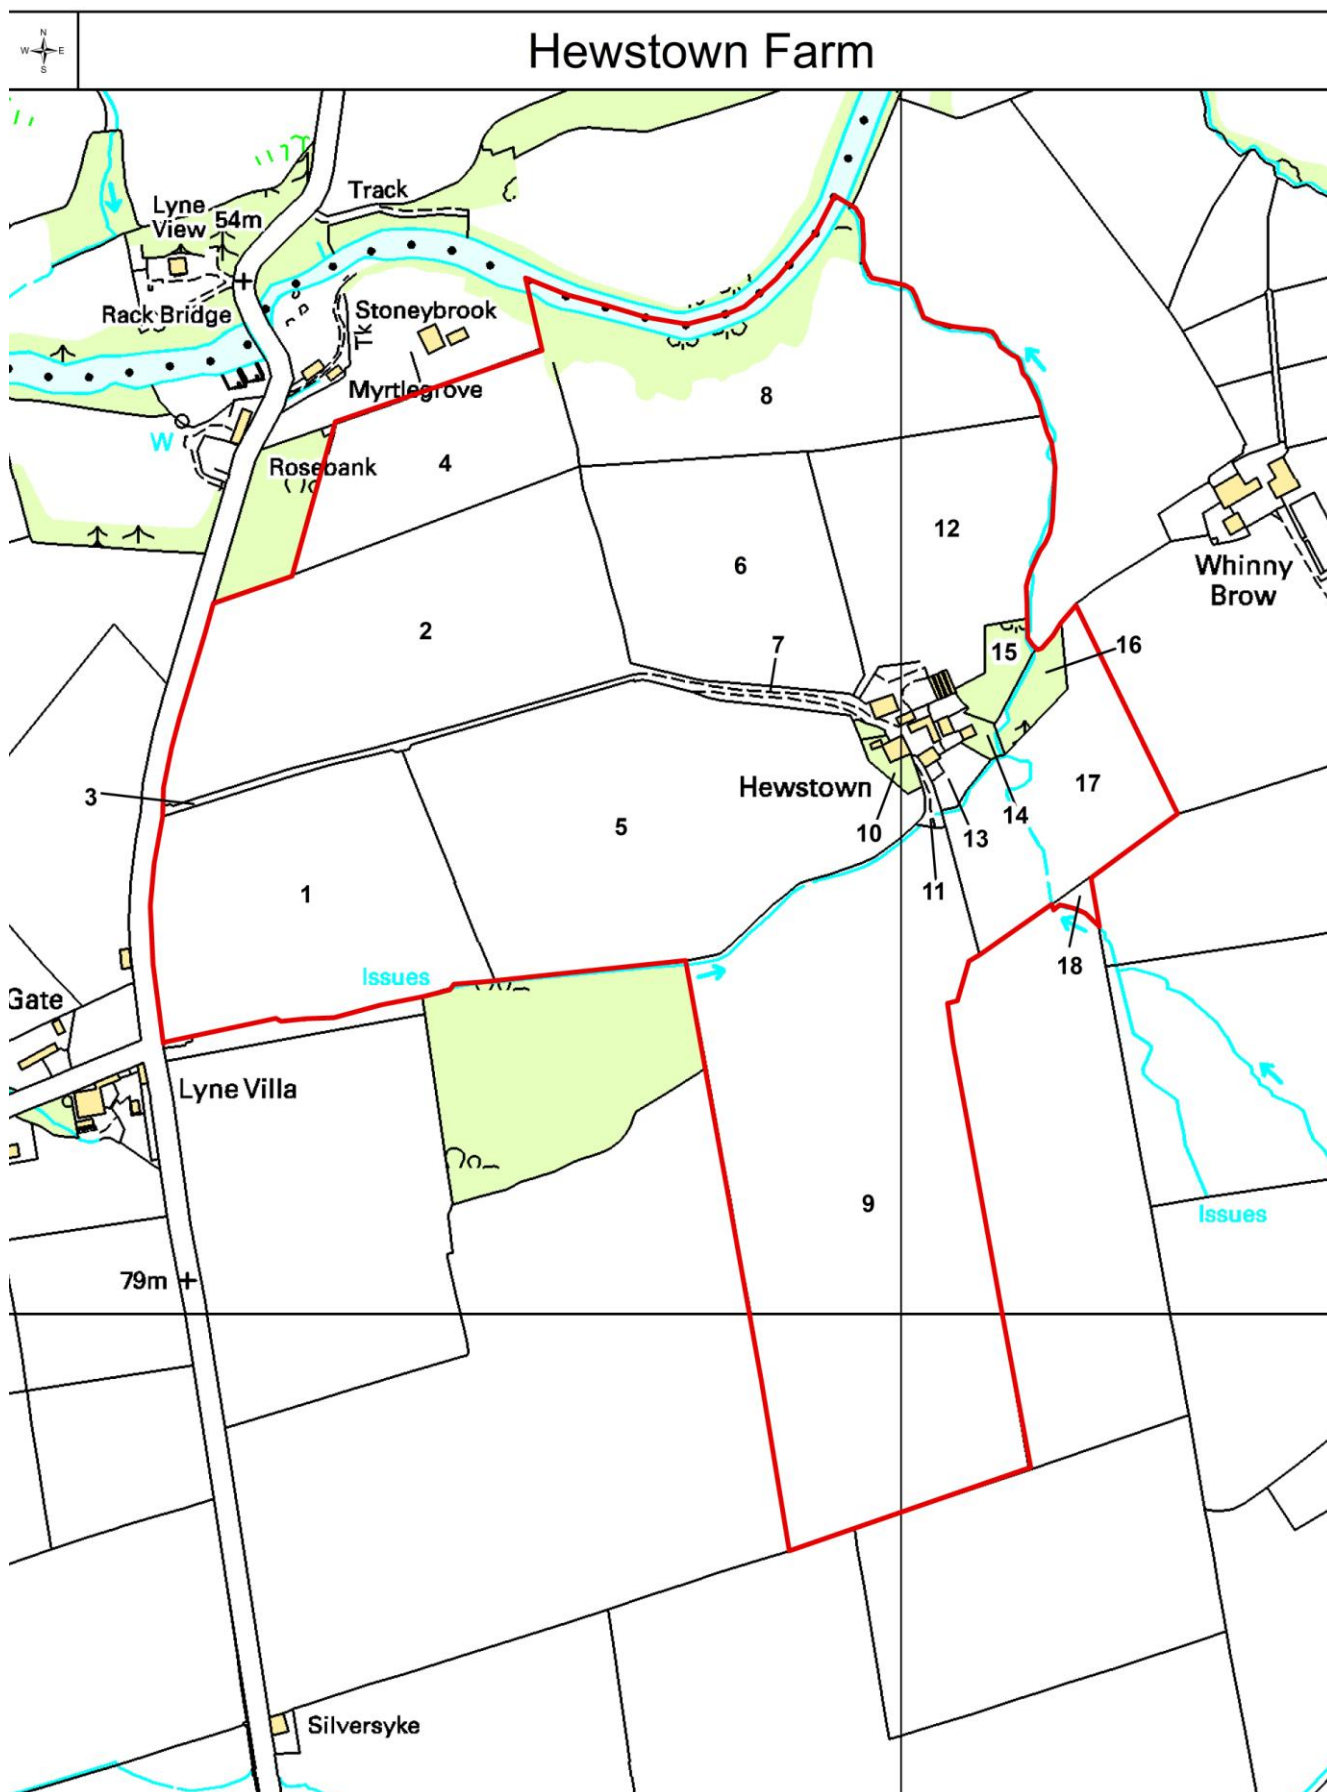 N
W E
S
Hewstown Farm
Track
Lyne
View
54m
Rack Bridge
Stoneybrook
Tk
Myrtlegrove
8
W
Rosebank
4
12
6
Whinny
Brow
2
7
15
16
Hewstown
17
3
5
10
13
14
1
11
18
Issues
Gate
Lyne Villa
9
Issues
79m
Silversyke